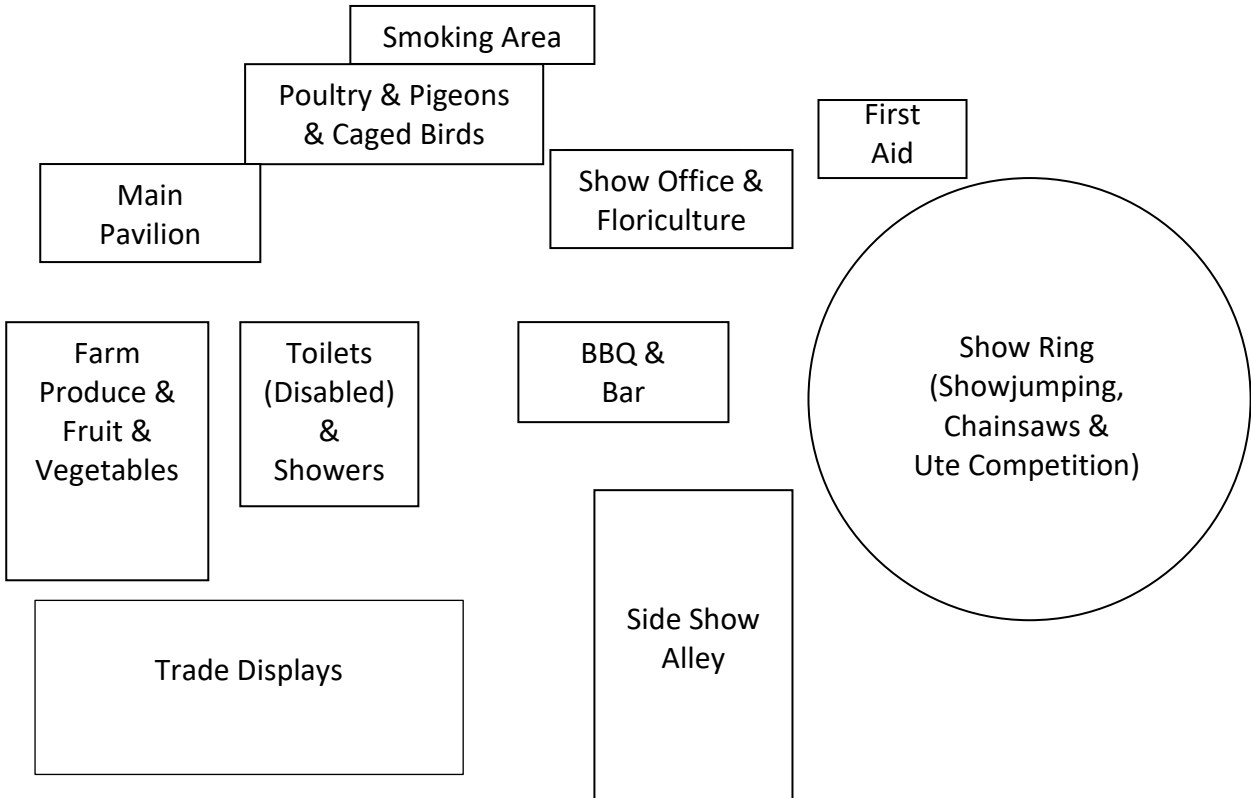 Smoking Area
Poultry & Pigeons
& Caged Birds
First
Aid
Main
Pavilion
Show Office &
Floriculture
Farm
Produce &
Fruit &
Vegetables
Toilets
(Disabled)
&
Showers
BBQ &
Bar
Show Ring
(Showjumping,
Chainsaws &
Ute Competition)
Trade Displays
Side Show
Alley